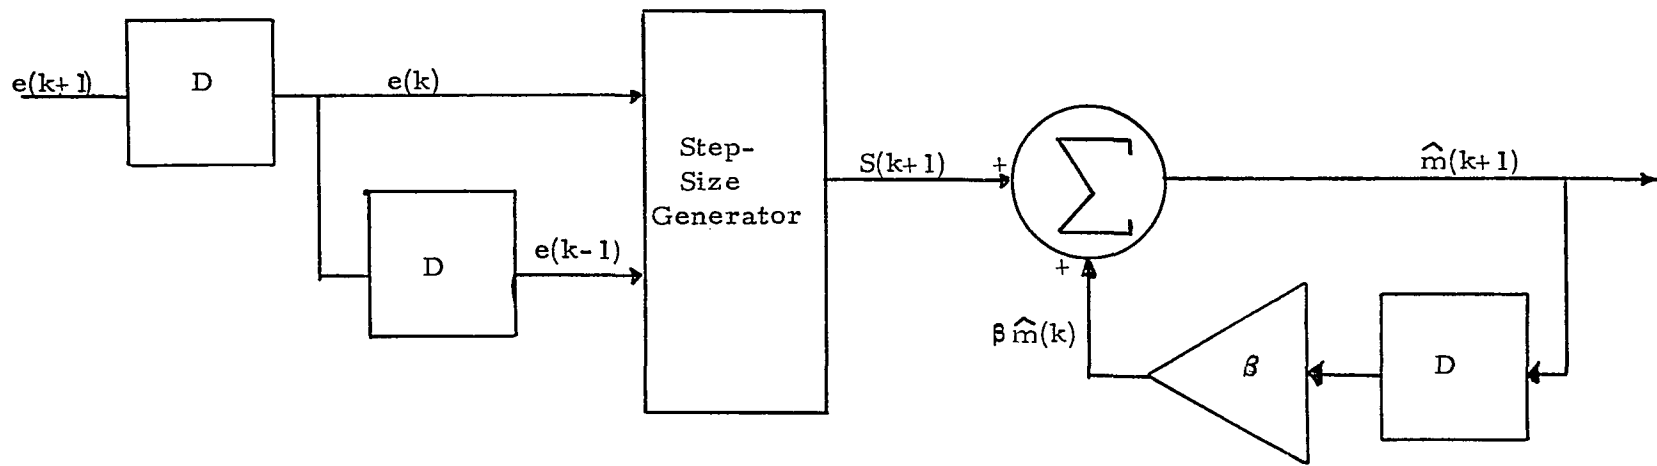 e(k+1)
D
e(k)
D
e(k-1)
Step-
Size
Generator
S(k+1)
+
+
m̂(k+1)
β m̂(k)
β
D